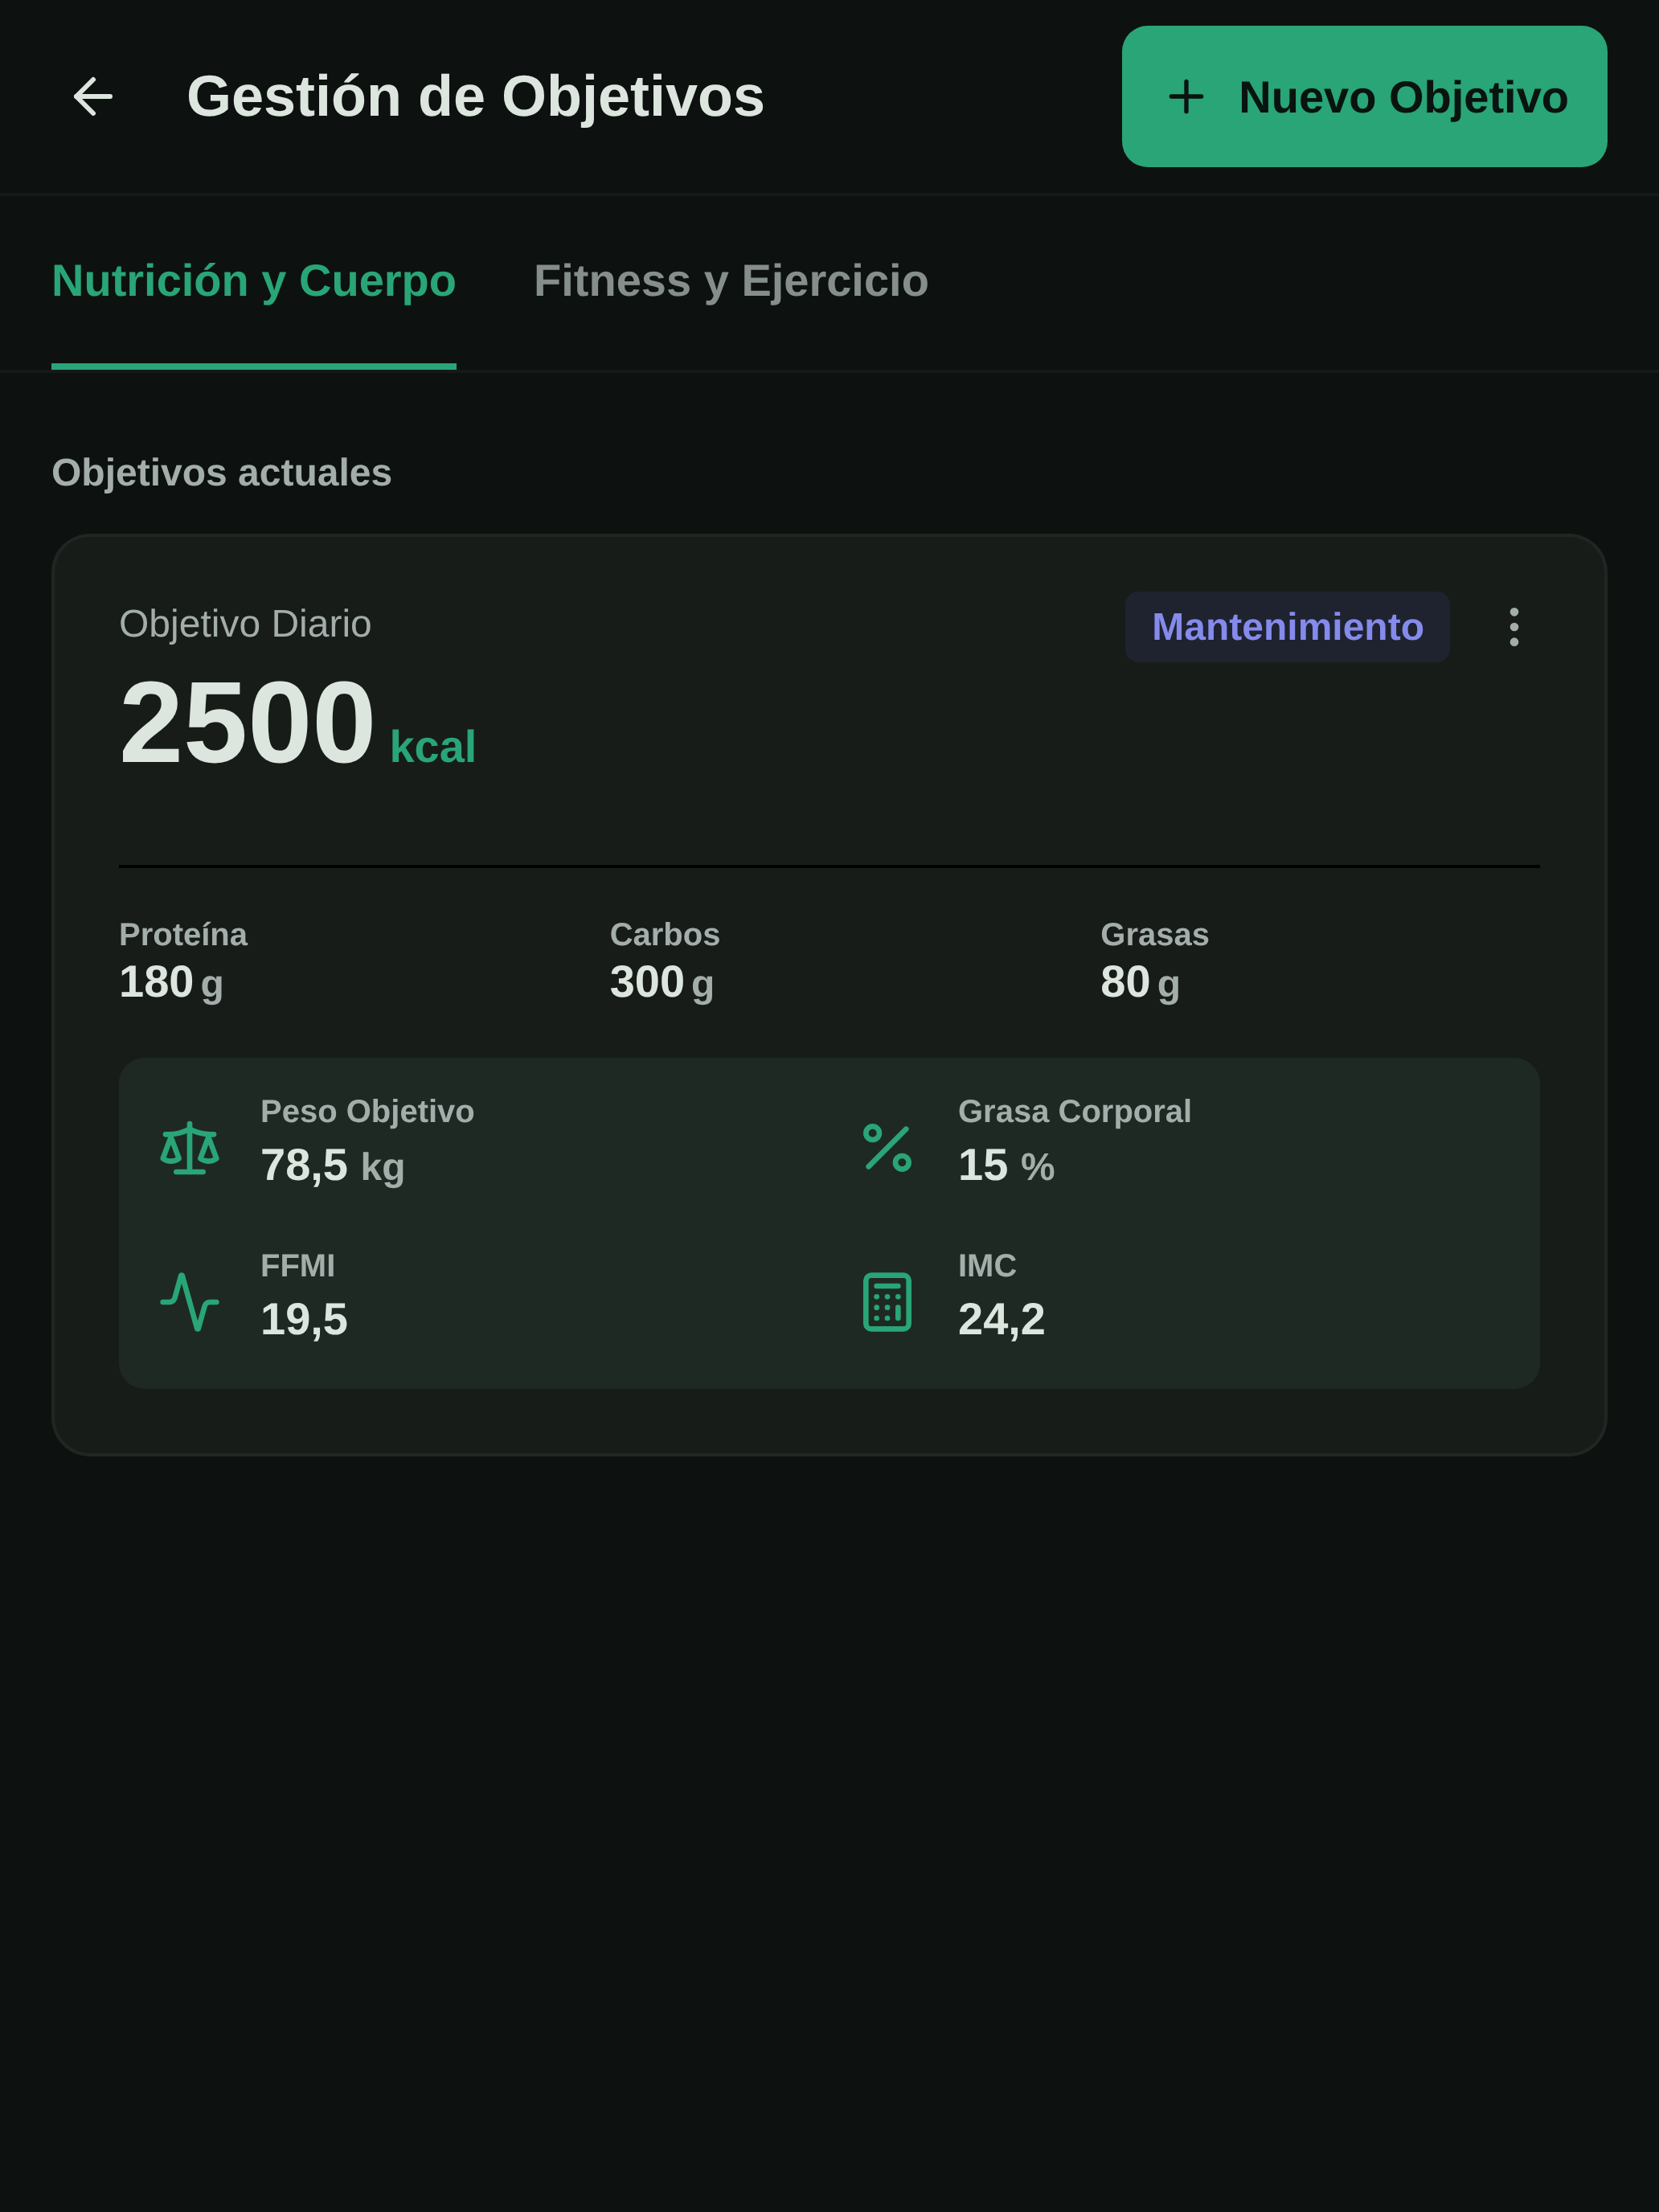 Gestión de Objetivos
Nuevo Objetivo
Nutrición y Cuerpo
Fitness y Ejercicio
Objetivos actuales
Objetivo Diario
Mantenimiento
2500 kcal
Proteína
180 g
Carbos
300 g
Grasas
80 g
Peso Objetivo
78,5 kg
Grasa Corporal
15 %
FFMI
19,5
IMC
24,2